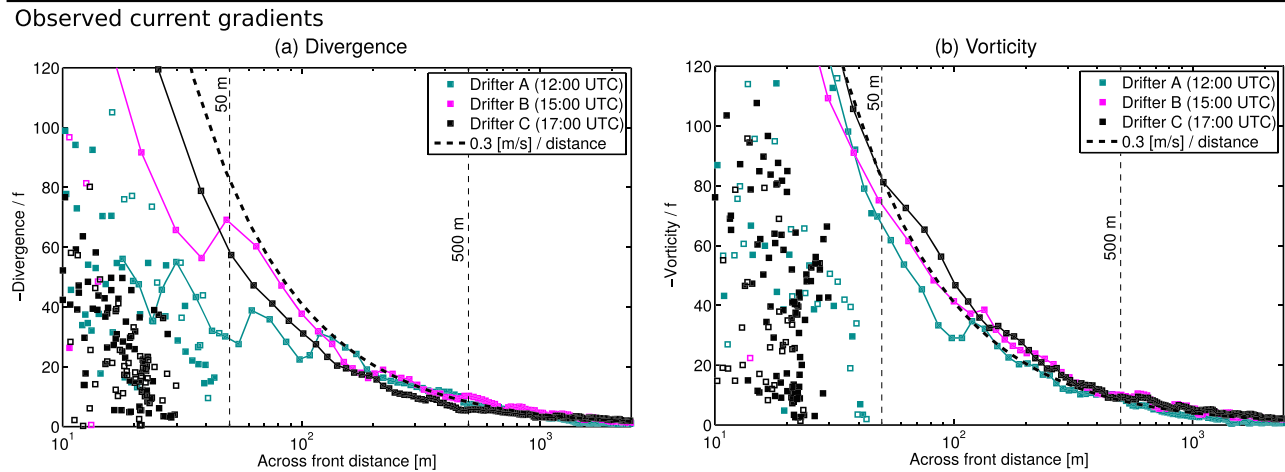 Observed current gradients
(a) Divergence
120
100
80
60
40
20
0
−Divergence / f
50 m
500 m
Drifter A (12:00 UTC)
Drifter B (15:00 UTC)
Drifter C (17:00 UTC)
0.3 [m/s] / distance
10^1
10^2
10^3
Across front distance [m]
(b) Vorticity
120
100
80
60
40
20
0
−Vorticity / f
50 m
500 m
Drifter A (12:00 UTC)
Drifter B (15:00 UTC)
Drifter C (17:00 UTC)
0.3 [m/s] / distance
10^1
10^2
10^3
Across front distance [m]